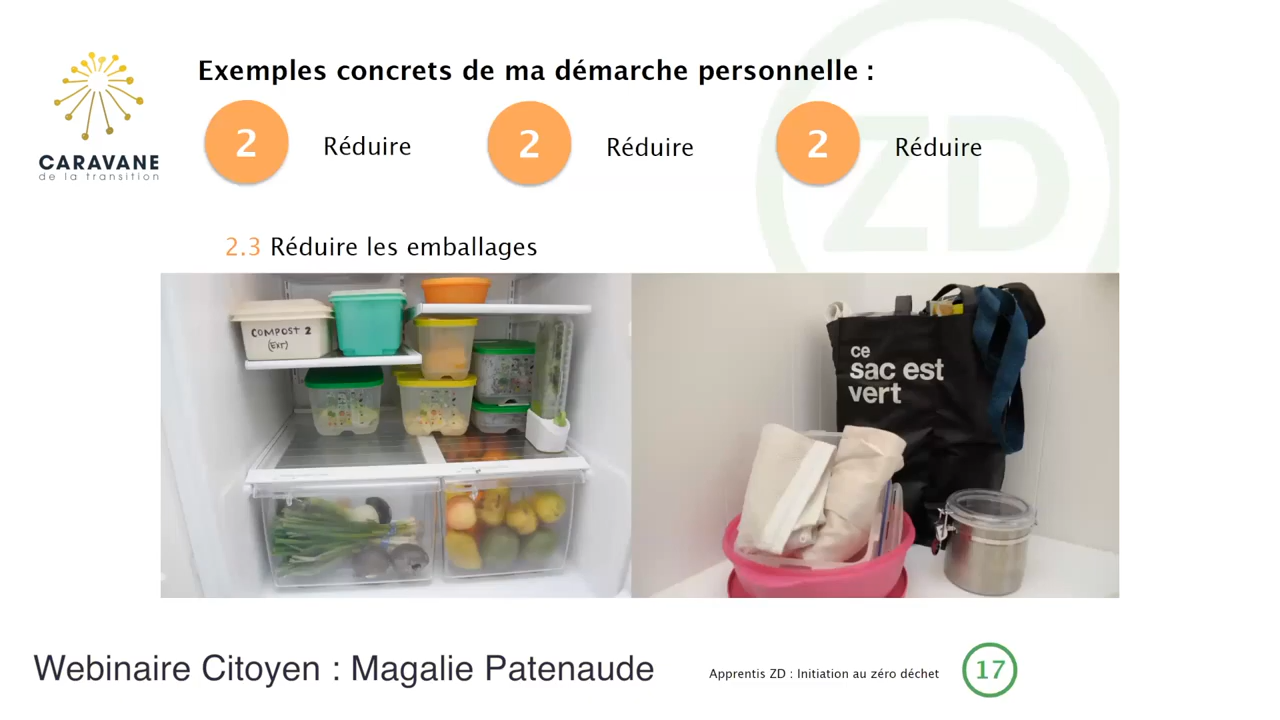 Exemples concrets de ma démarche personnelle :
CARAVANE
de la transition
2 Réduire 2 Réduire 2 Réduire
ZD
2.3 Réduire les emballages
COMPOST 2
(EXT)
ce
sac est
vert
Webinaire Citoyen : Magalie Patenaude
Apprentis ZD : Initiation au zéro déchet
17